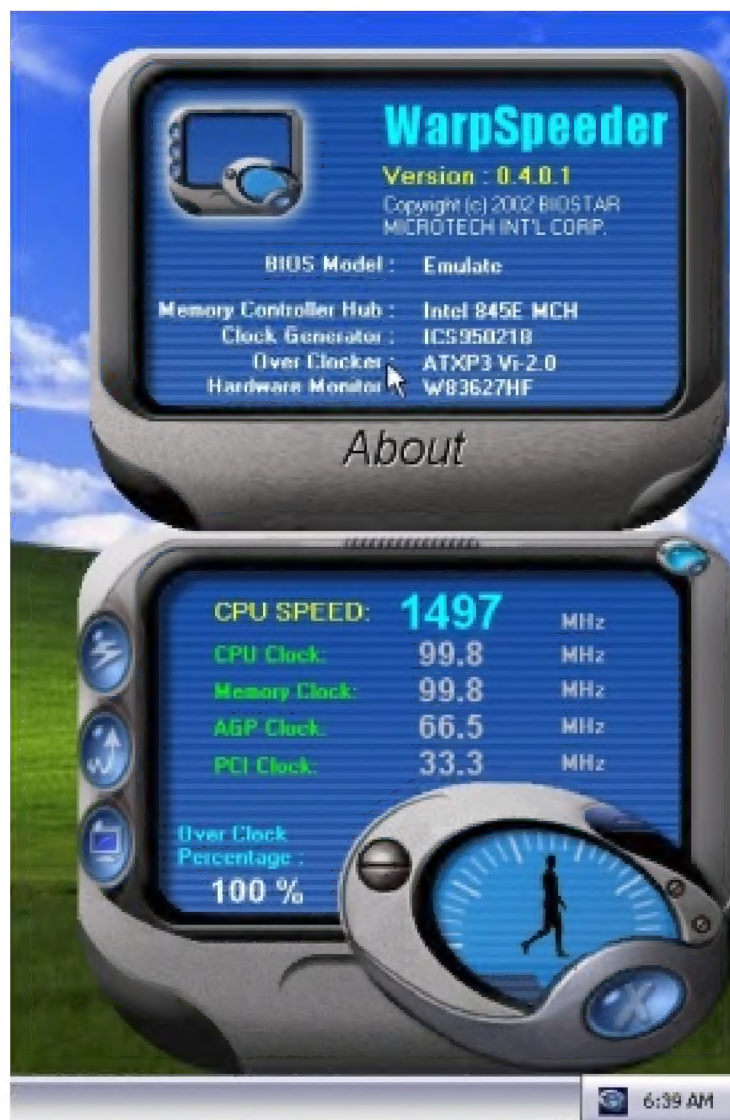 WarpSpeeder
Version : 0.4.0.1
Copyright (c) 2002 BIOSTAR
MICROTECH INT'L CORP.
BIOS Model : Emulate
Memory Controller Hub : Intel 845E MCH
Clock Generator : ICS950218
Over Clocker : ATXP3 Vi-2.0
Hardware Monitor W83627HF
About
CPU SPEED: 1497 MHz
CPU Clock: 99.8 MHz
Memory Clock: 99.8 MHz
AGP Clock: 66.5 MHz
PCI Clock: 33.3 MHz
Over Clock
Percentage :
100 %
6:39 AM